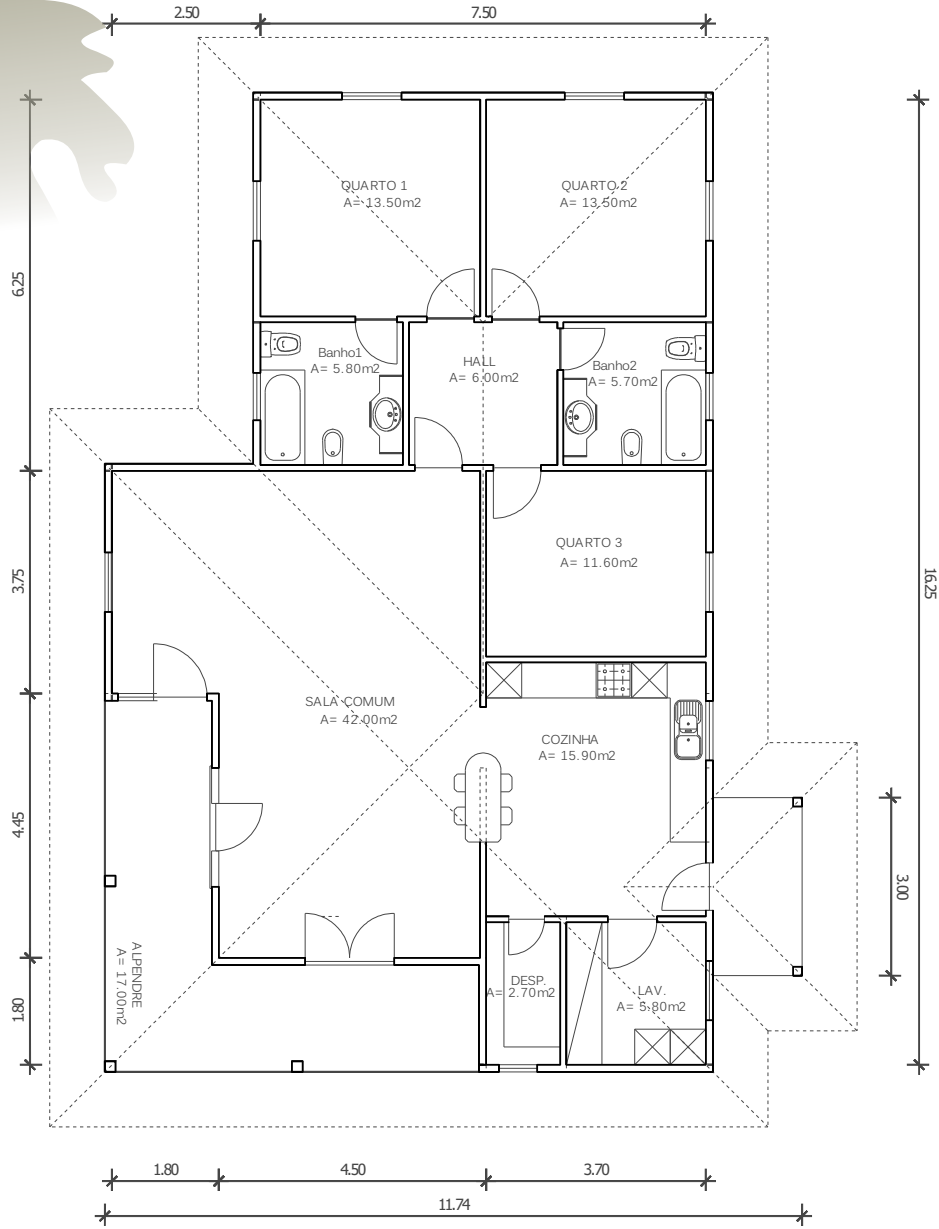 2.50
7.50
QUARTO 1
A= 13.50m2
QUARTO 2
A= 13.50m2
6.25
Banho1
A= 5.80m2
HALL
A= 6.00m2
Banho2
A= 5.70m2
QUARTO 3
A= 11.60m2
3.75
16.25
SALA COMUM
A= 42.00m2
COZINHA
A= 15.90m2
4.45
3.00
ALPENDRE
A= 17.00m2
DESP.
A= 2.70m2
LAV.
A= 5.80m2
1.80
1.80
4.50
3.70
11.74